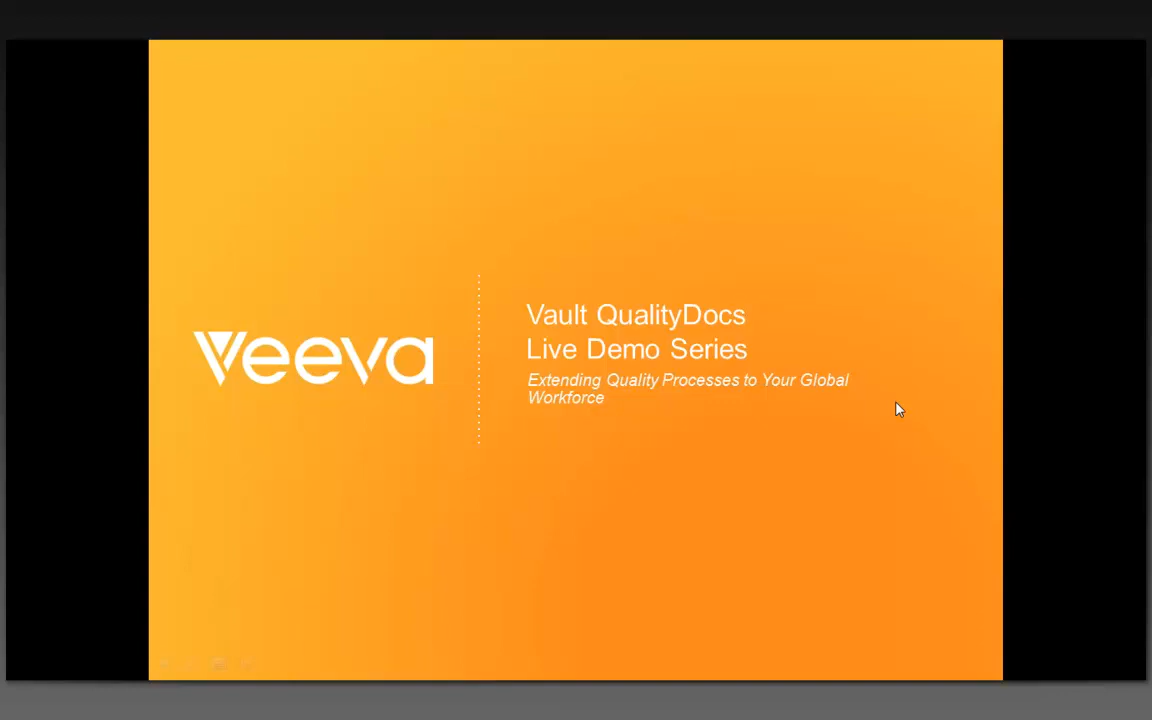 Veeva
Vault QualityDocs
Live Demo Series
Extending Quality Processes to Your Global
Workforce